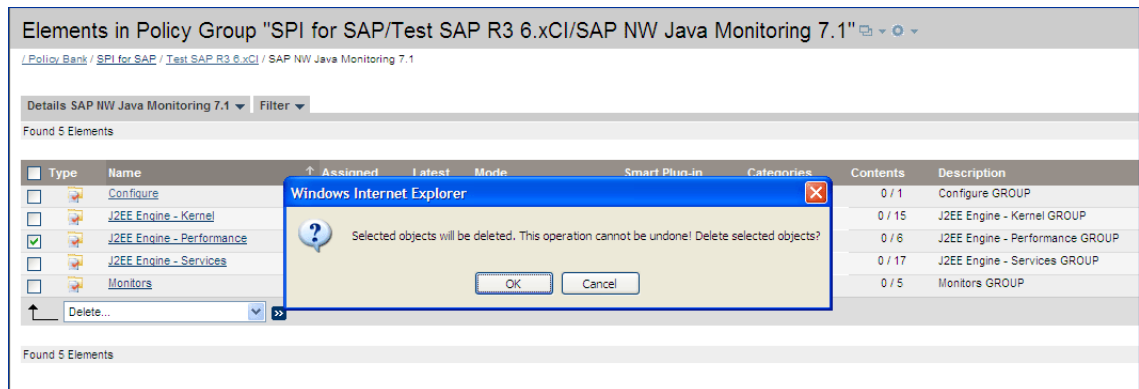 Elements in Policy Group "SPI for SAP/Test SAP R3 6.xCI/SAP NW Java Monitoring 7.1"
/ Policy Bank / SPI for SAP / Test SAP R3 6.xCI / SAP NW Java Monitoring 7.1
Details SAP NW Java Monitoring 7.1 Filter
Found 5 Elements
Type Name ↑ Assigned Latest Mode Smart Plug-in Categories Contents Description
Configure 0 / 1 Configure GROUP
J2EE Engine - Kernel 0 / 15 J2EE Engine - Kernel GROUP
J2EE Engine - Performance 0 / 6 J2EE Engine - Performance GROUP
J2EE Engine - Services 0 / 17 J2EE Engine - Services GROUP
Monitors 0 / 5 Monitors GROUP
Windows Internet Explorer
Selected objects will be deleted. This operation cannot be undone! Delete selected objects?
OK Cancel
Delete...
Found 5 Elements